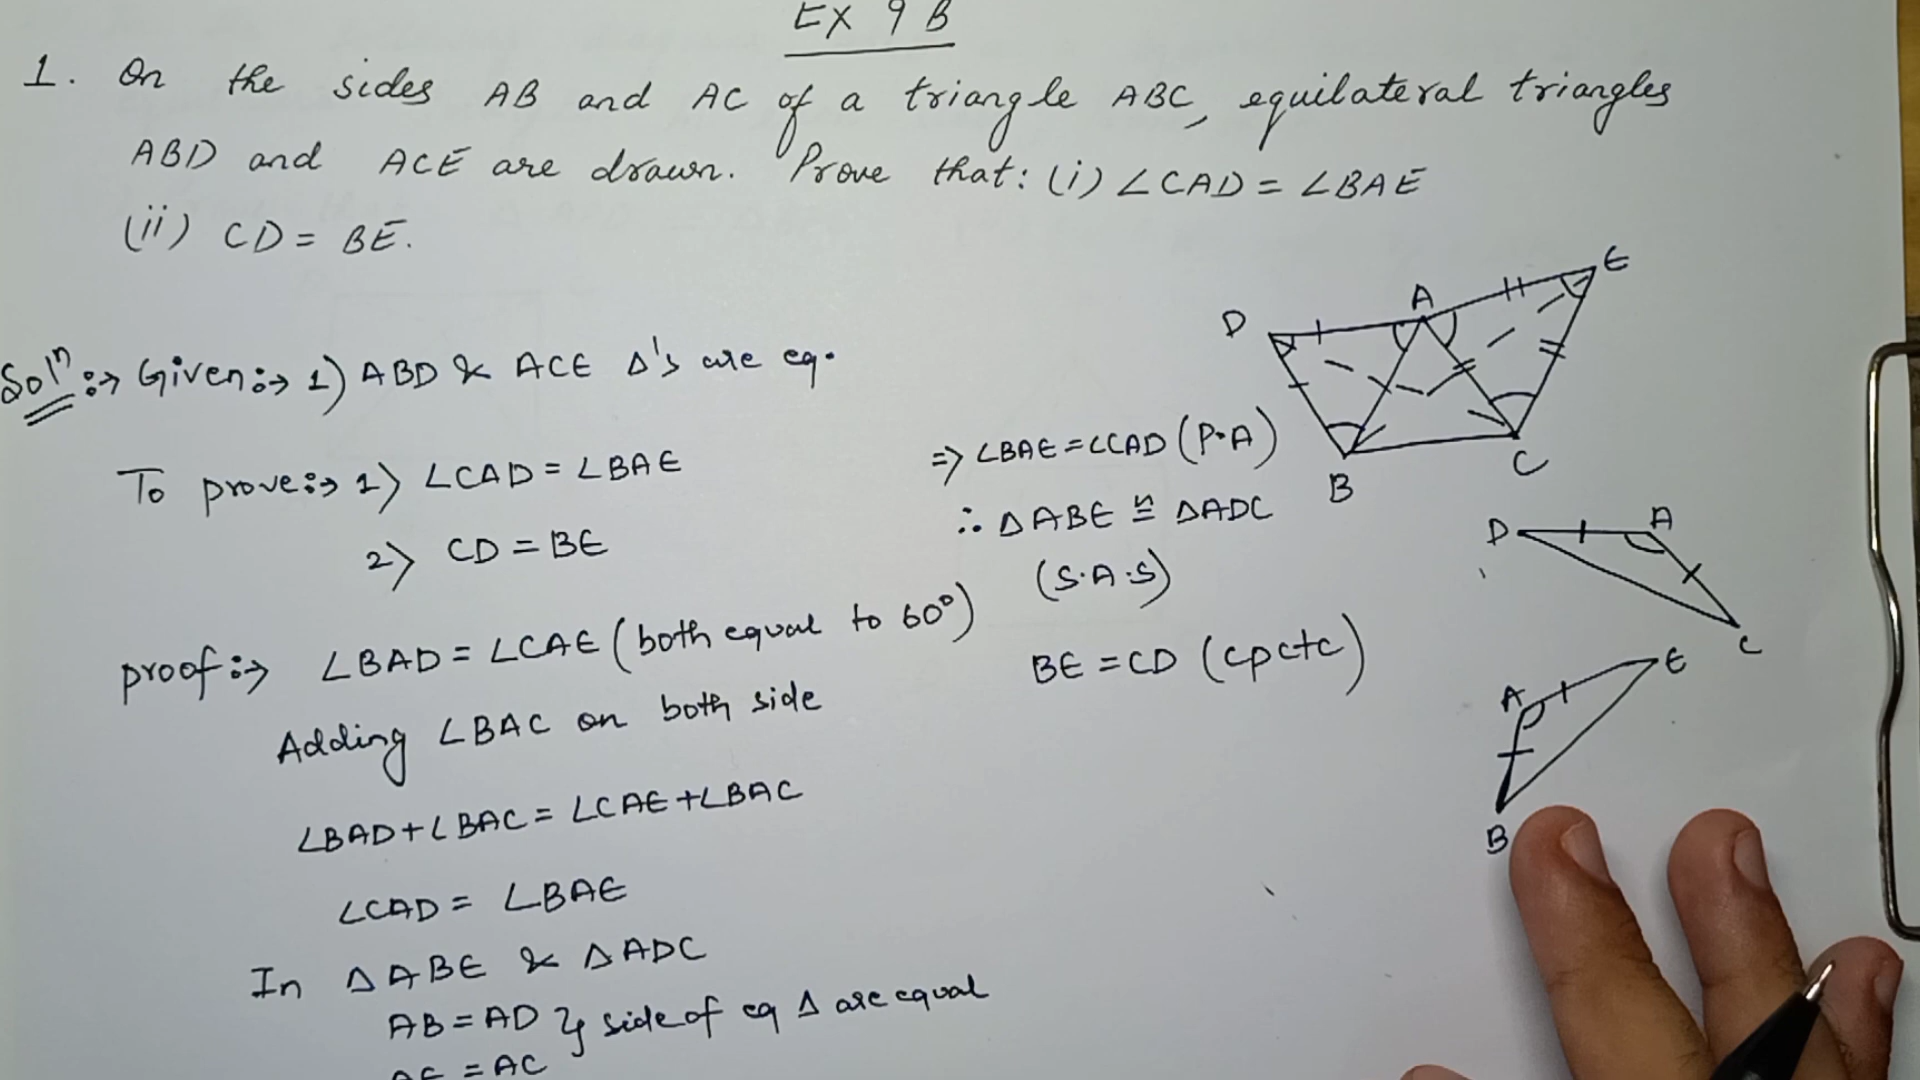 EX 9 B
1. On the sides AB and AC of a triangle ABC, equilateral triangles
ABD and ACE are drawn. Prove that: (i) ∠CAD = ∠BAE
(ii) CD = BE.
Solⁿ :→ Given :→ 1) ABD & ACE Δ's are eq.
To prove :→ 1) ∠CAD = ∠BAE
2) CD = BE
proof :→ ∠BAD = ∠CAE (both equal to 60°)
Adding ∠BAC on both side
∠BAD + ∠BAC = ∠CAE + ∠BAC
∠CAD = ∠BAE
In ΔABE & ΔADC
AB = AD } side of eq Δ are equal
AE = AC
⇒ ∠BAE = ∠CAD (P.A)
∴ ΔABE ≅ ΔADC
(S.A.S)
BE = CD (cpctc)
D
A
E
B
C
D
A
C
A
E
B